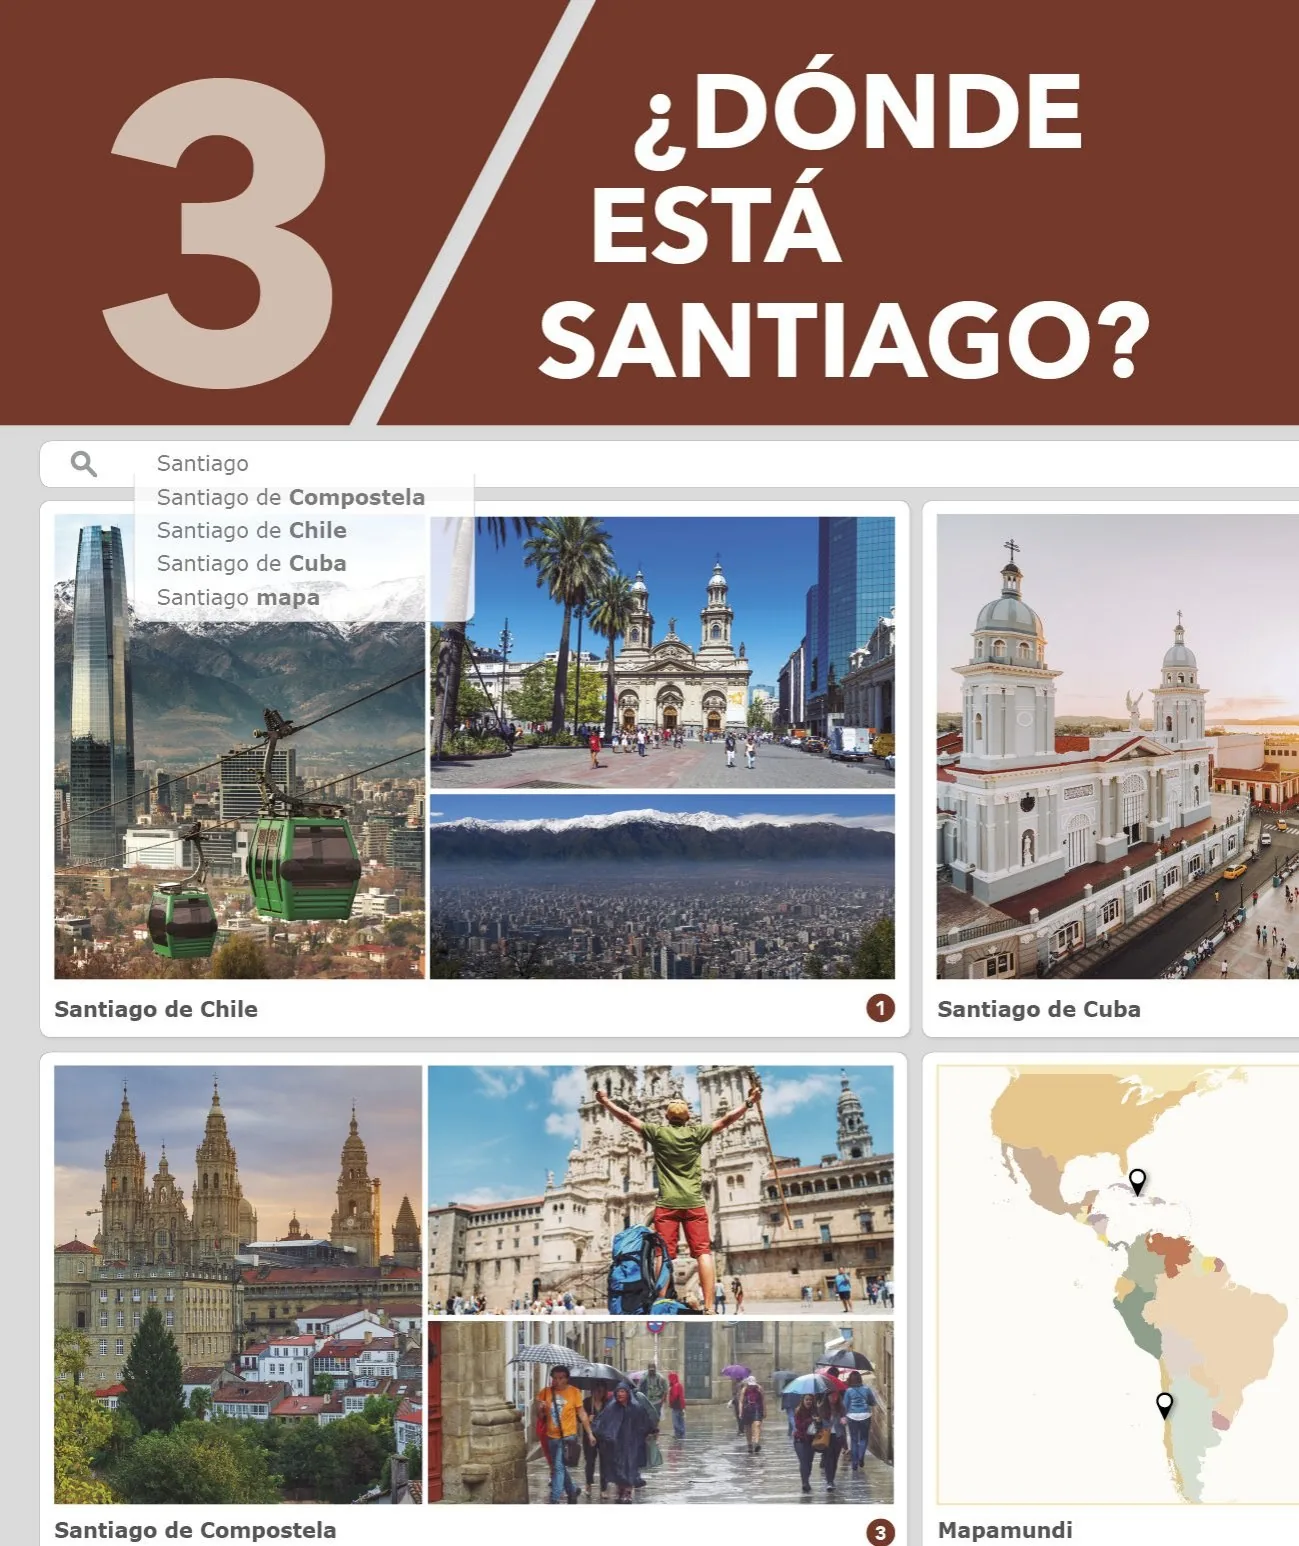 3
¿DÓNDE
ESTÁ
SANTIAGO?
Santiago
Santiago de Compostela
Santiago de Chile
Santiago de Cuba
Santiago mapa
Santiago de Chile
1
Santiago de Cuba
Santiago de Compostela
3
Mapamundi